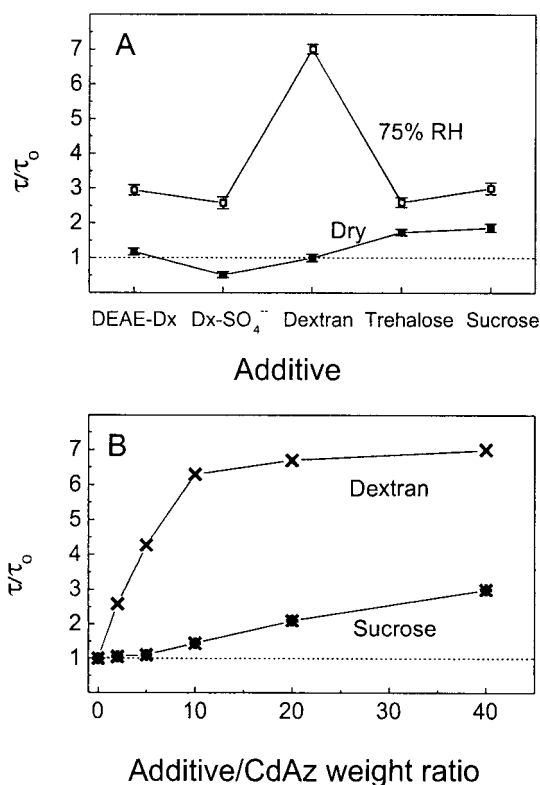 A
7
6
5
4
3
2
1
τ/τo
75% RH
Dry
DEAE-Dx Dx-SO4-- Dextran Trehalose Sucrose
Additive
B
7
6
5
4
3
2
1
τ/τo
Dextran
Sucrose
0 10 20 30 40
Additive/CdAz weight ratio